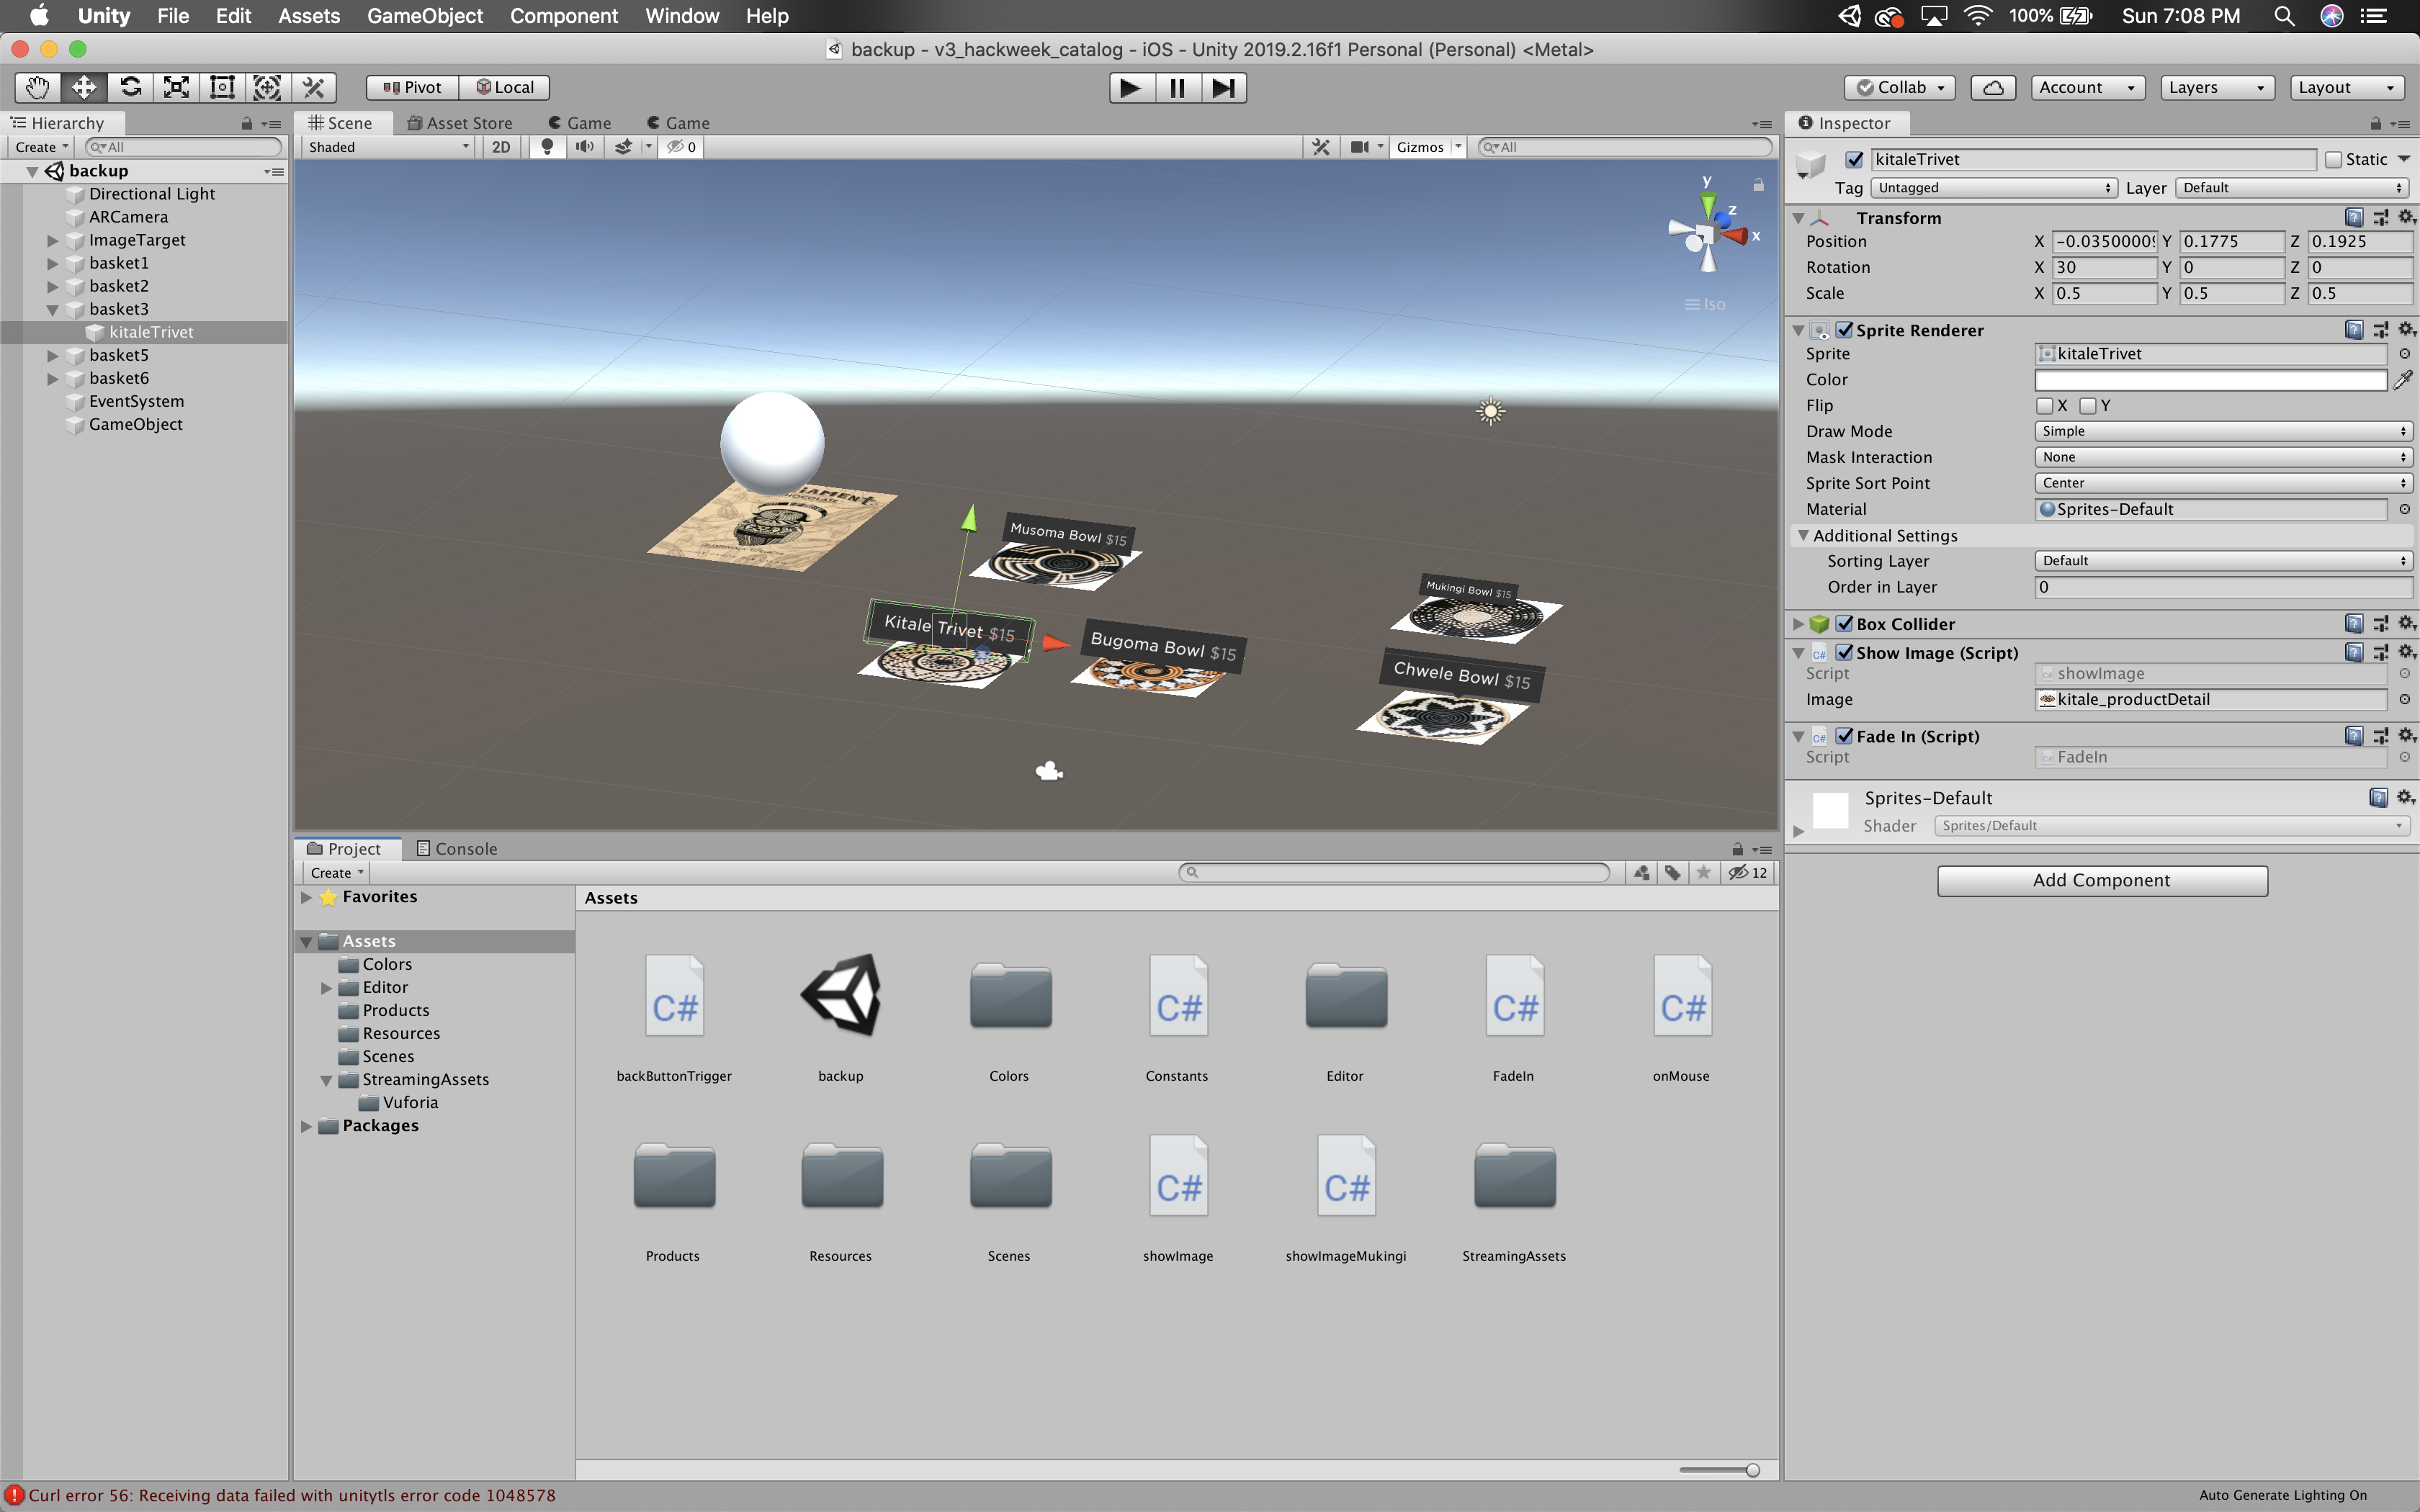 Unity File Edit Assets GameObject Component Window Help 100% Sun 7:08 PM
backup - v3_hackweek_catalog - iOS - Unity 2019.2.16f1 Personal (Personal) <Metal>
Pivot Local Collab Account Layers Layout
Hierarchy
Create All
backup
Directional Light
ARCamera
ImageTarget
basket1
basket2
basket3
kitaleTrivet
basket5
basket6
EventSystem
GameObject
Scene Asset Store Game Game
Shaded 2D 0 Gizmos All
y
z
x
Iso
Musoma Bowl $15
Mukingi Bowl $15
Kitale Trivet $15
Bugoma Bowl $15
Chwele Bowl $15
Project Console
Create 12
Favorites
Assets
Colors
Editor
Products
Resources
Scenes
StreamingAssets
Vuforia
Packages
Assets
C# C# C# C#
backButtonTrigger backup Colors Constants Editor FadeIn onMouse
C# C#
Products Resources Scenes showImage showImageMukingi StreamingAssets
Inspector
kitaleTrivet Static
Tag Untagged Layer Default
Transform
Position X -0.0350000 Y 0.1775 Z 0.1925
Rotation X 30 Y 0 Z 0
Scale X 0.5 Y 0.5 Z 0.5
Sprite Renderer
Sprite kitaleTrivet
Color
Flip X Y
Draw Mode Simple
Mask Interaction None
Sprite Sort Point Center
Material Sprites-Default
Additional Settings
Sorting Layer Default
Order in Layer 0
Box Collider
C# Show Image (Script)
Script showImage
Image kitale_productDetail
C# Fade In (Script)
Script FadeIn
Sprites-Default
Shader Sprites/Default
Add Component
Curl error 56: Receiving data failed with unitytls error code 1048578
Auto Generate Lighting On